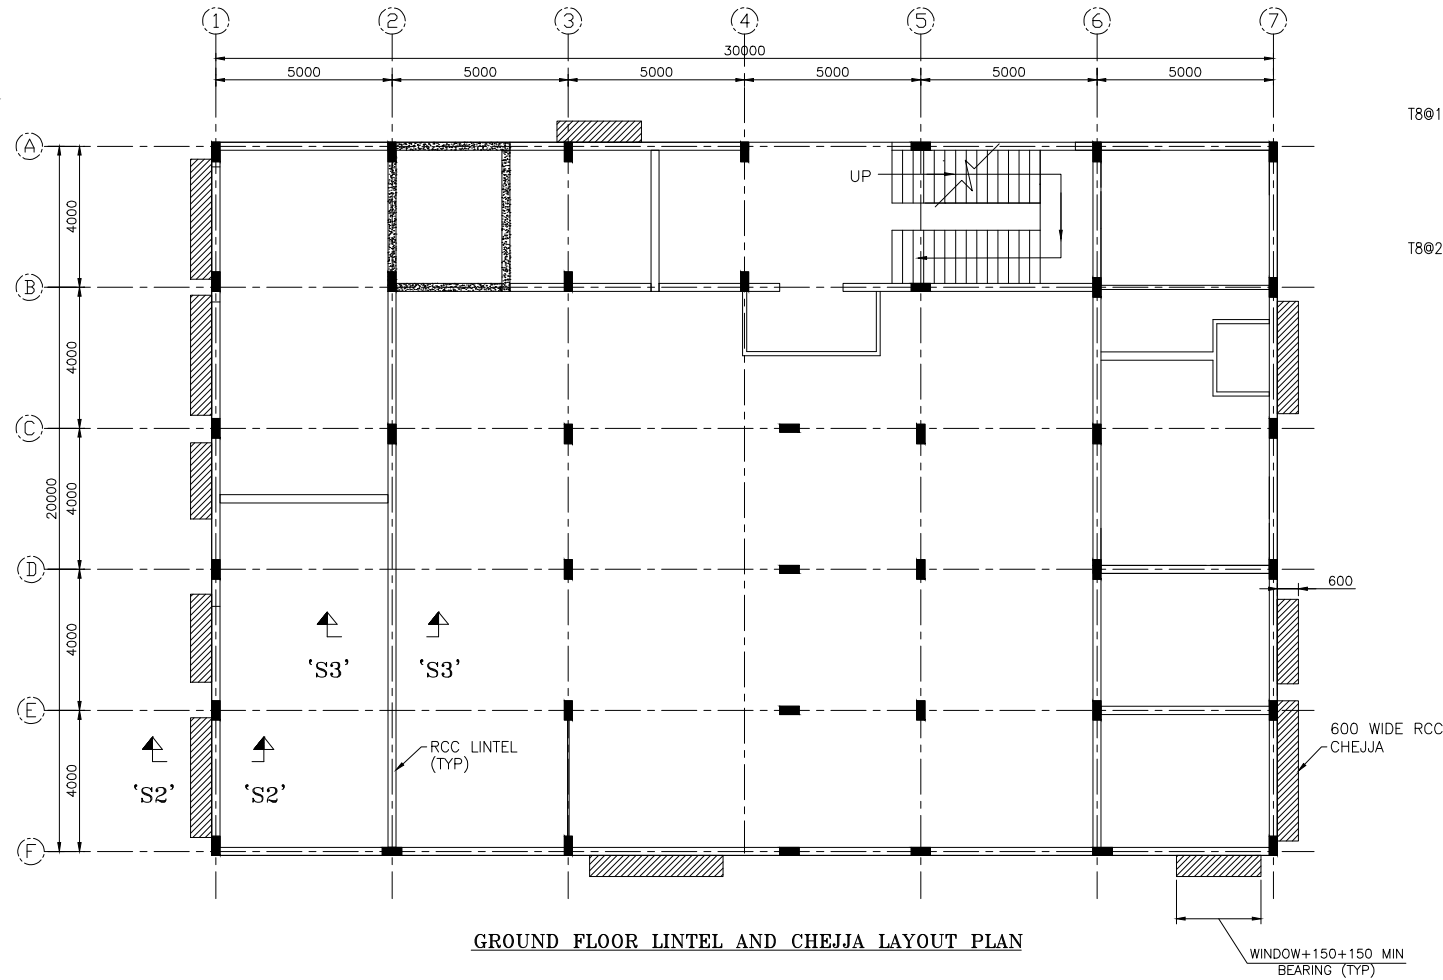 1 2 3 4 5 6 7
30000
5000 5000 5000 5000 5000 5000
T8@1
A
UP
4000
T8@2
B
4000
C
20000
4000
D
600
4000
'S3' 'S3'
E
600 WIDE RCC
CHEJJA
RCC LINTEL
(TYP)
4000
'S2' 'S2'
F
GROUND FLOOR LINTEL AND CHEJJA LAYOUT PLAN
WINDOW+150+150 MIN
BEARING (TYP)